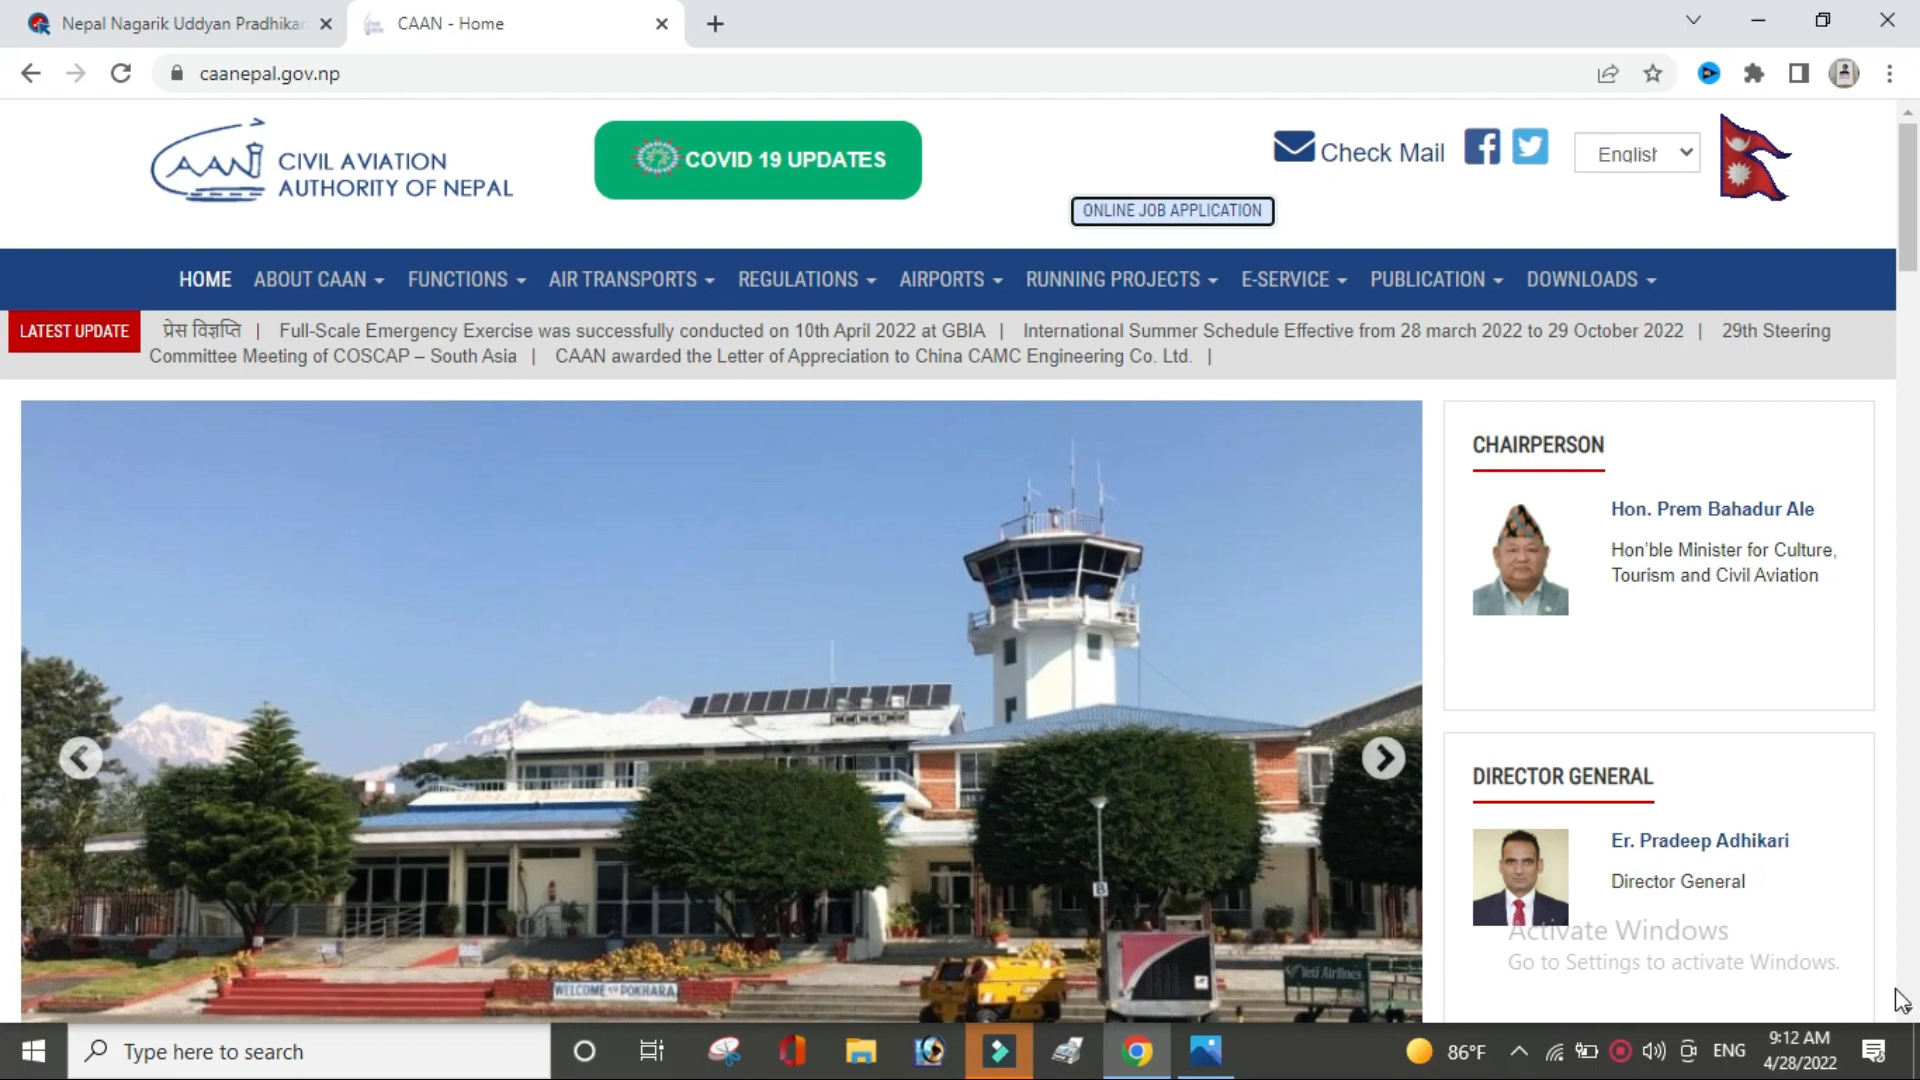 Nepal Nagarik Uddyan Pradhikar
CAAN - Home
caanepal.gov.np
CAAN
CIVIL AVIATION
AUTHORITY OF NEPAL
COVID 19 UPDATES
Check Mail
English
ONLINE JOB APPLICATION
HOME ABOUT CAAN FUNCTIONS AIR TRANSPORTS REGULATIONS AIRPORTS RUNNING PROJECTS E-SERVICE PUBLICATION DOWNLOADS
LATEST UPDATE
प्रेस विज्ञप्ति | Full-Scale Emergency Exercise was successfully conducted on 10th April 2022 at GBIA | International Summer Schedule Effective from 28 march 2022 to 29 October 2022 | 29th Steering
Committee Meeting of COSCAP – South Asia | CAAN awarded the Letter of Appreciation to China CAMC Engineering Co. Ltd. |
CHAIRPERSON
Hon. Prem Bahadur Ale
Hon'ble Minister for Culture,
Tourism and Civil Aviation
DIRECTOR GENERAL
Er. Pradeep Adhikari
Director General
B
Yeti Airlines
WELCOME TO POKHARA
Activate Windows
Go to Settings to activate Windows.
Type here to search
86°F
ENG
9:12 AM
4/28/2022